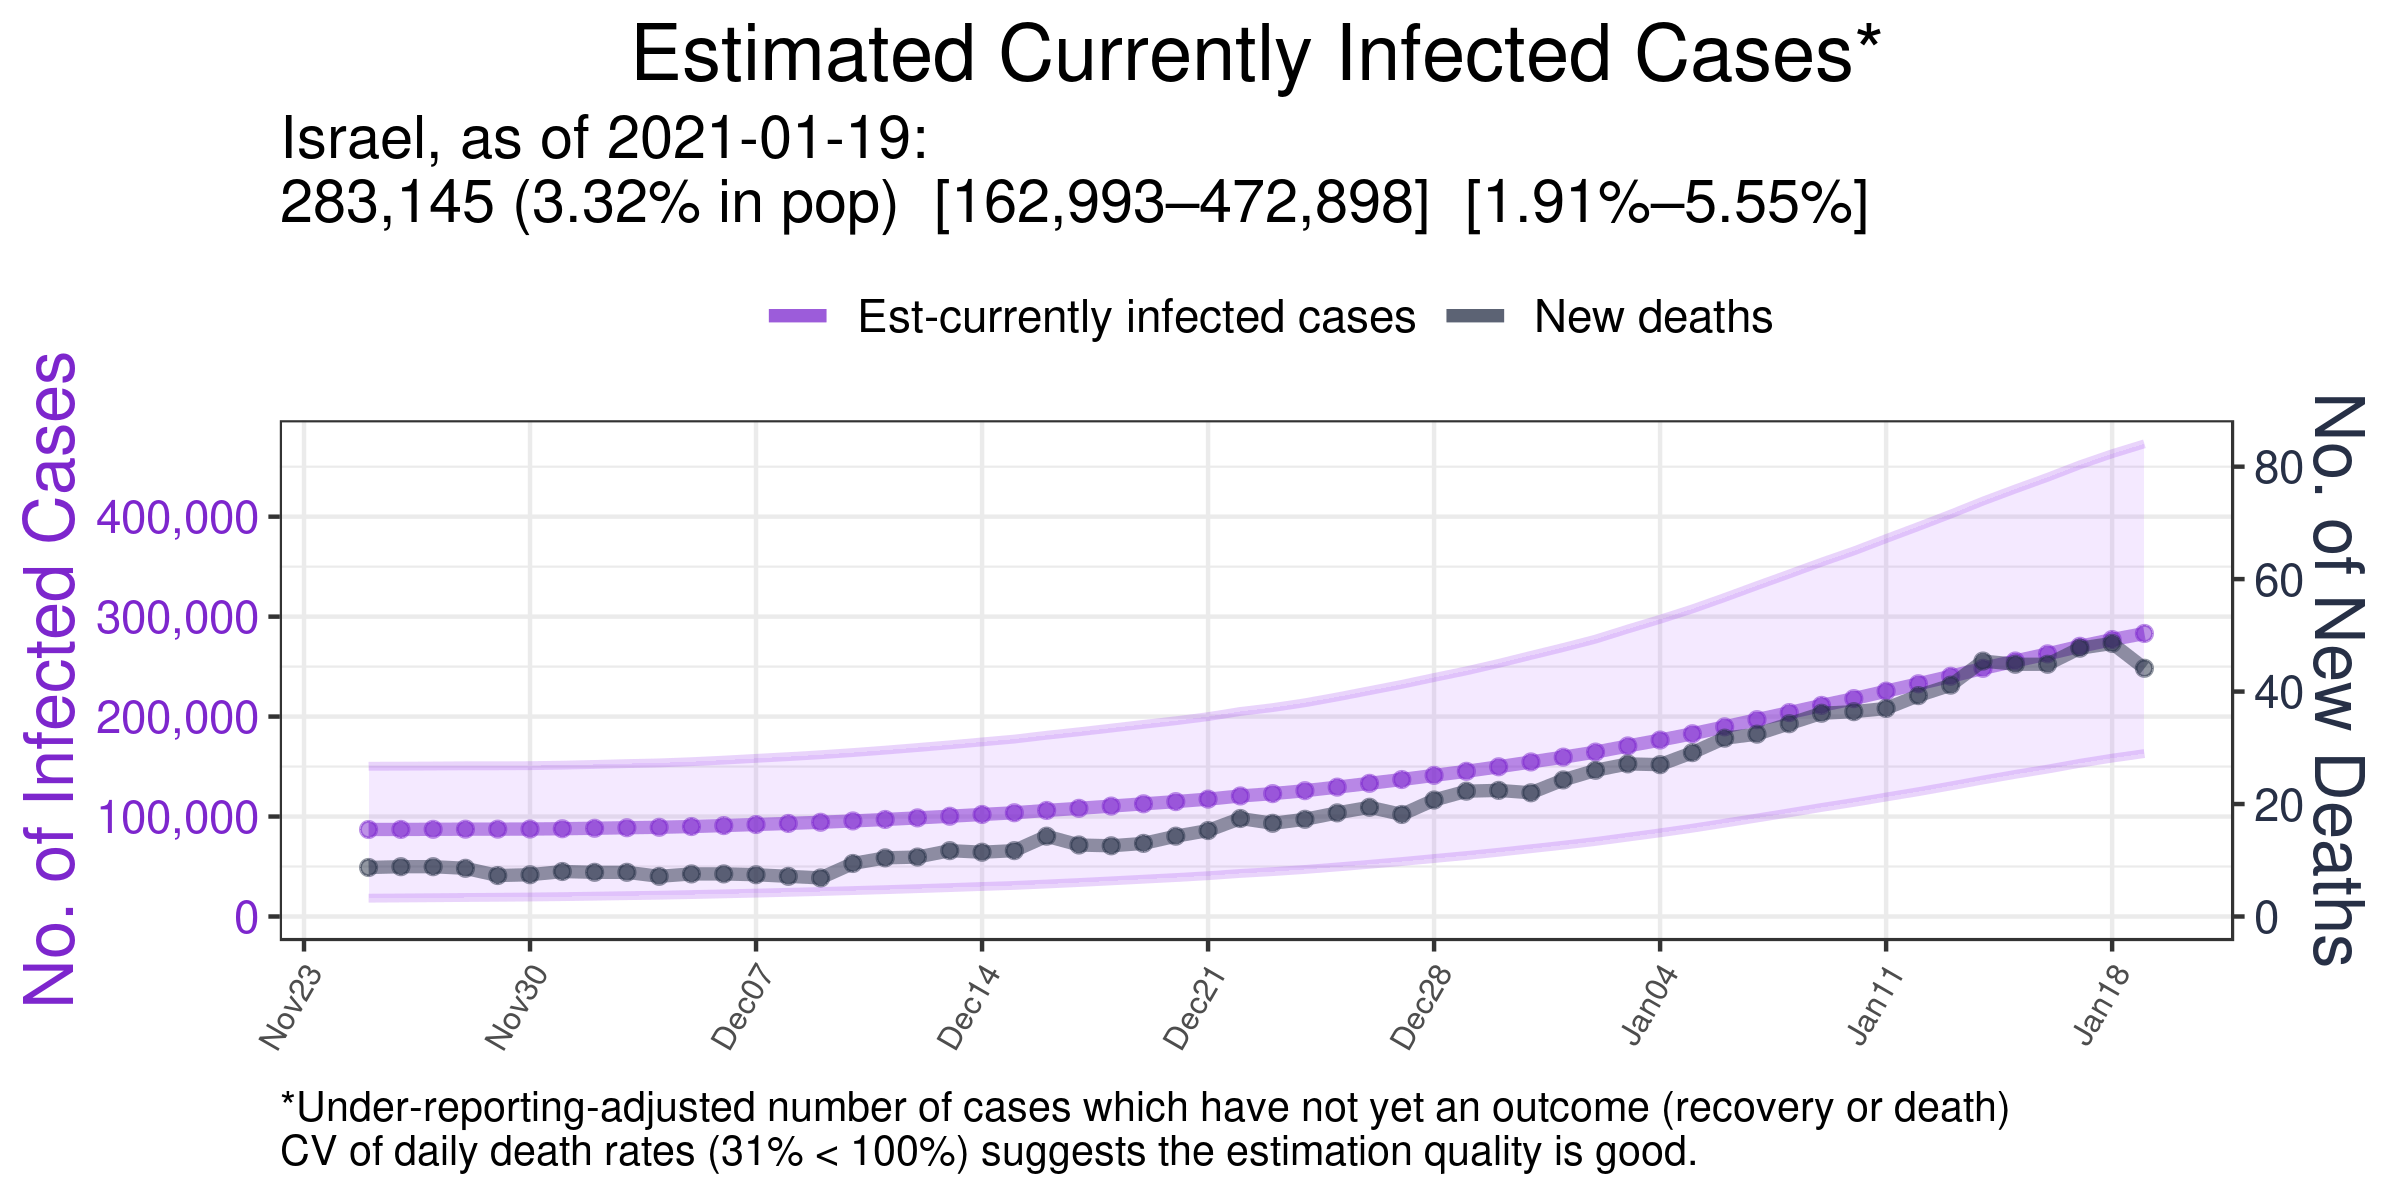 Estimated Currently Infected Cases*
Israel, as of 2021-01-19:
283,145 (3.32% in pop)  [162,993–472,898]  [1.91%–5.55%]
Est-currently infected cases
New deaths
No. of Infected Cases
400,000
300,000
200,000
100,000
0
80
60
40
20
0
No. of New Deaths
Nov23
Nov30
Dec07
Dec14
Dec21
Dec28
Jan04
Jan11
Jan18
*Under-reporting-adjusted number of cases which have not yet an outcome (recovery or death)
CV of daily death rates (31% < 100%) suggests the estimation quality is good.